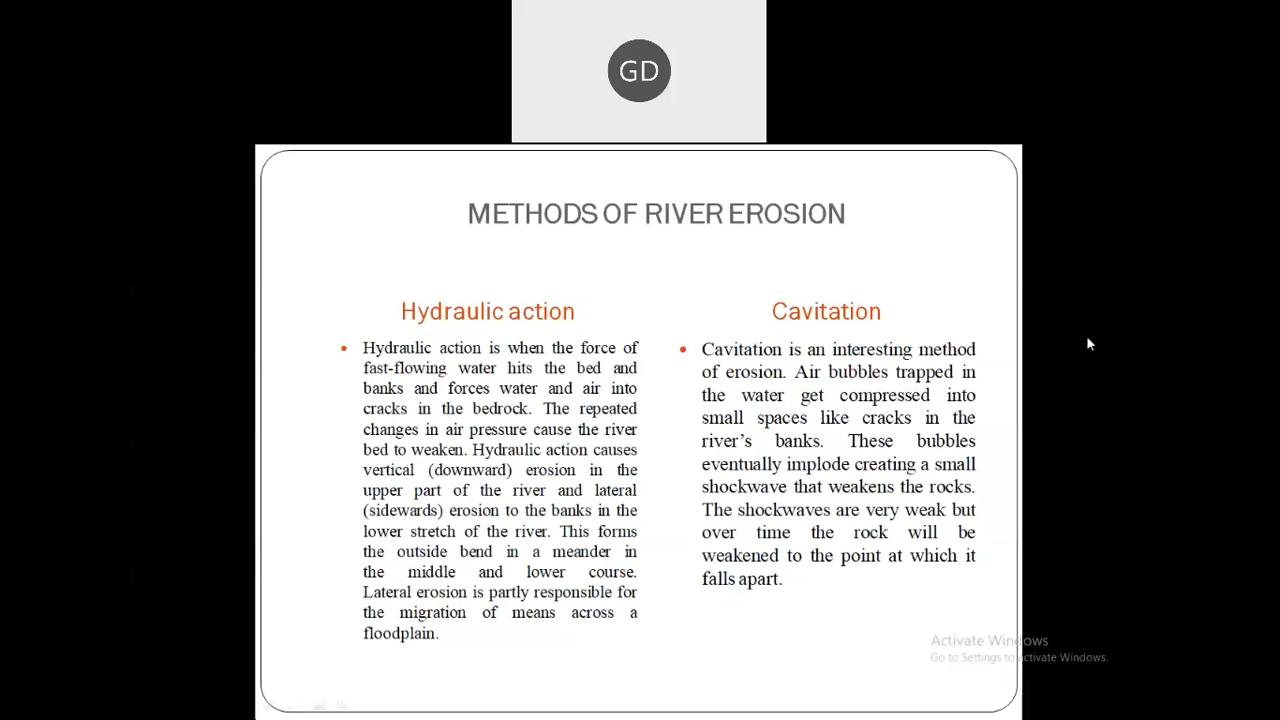 GD
METHODS OF RIVER EROSION
Hydraulic action
• Hydraulic action is when the force of
fast-flowing water hits the bed and
banks and forces water and air into
cracks in the bedrock. The repeated
changes in air pressure cause the river
bed to weaken. Hydraulic action causes
vertical (downward) erosion in the
upper part of the river and lateral
(sidewards) erosion to the banks in the
lower stretch of the river. This forms
the outside bend in a meander in
the middle and lower course.
Lateral erosion is partly responsible for
the migration of means across a
floodplain.
Cavitation
• Cavitation is an interesting method
of erosion. Air bubbles trapped in
the water get compressed into
small spaces like cracks in the
river's banks. These bubbles
eventually implode creating a small
shockwave that weakens the rocks.
The shockwaves are very weak but
over time the rock will be
weakened to the point at which it
falls apart.
Activate Windows
Go to Settings to activate Windows.